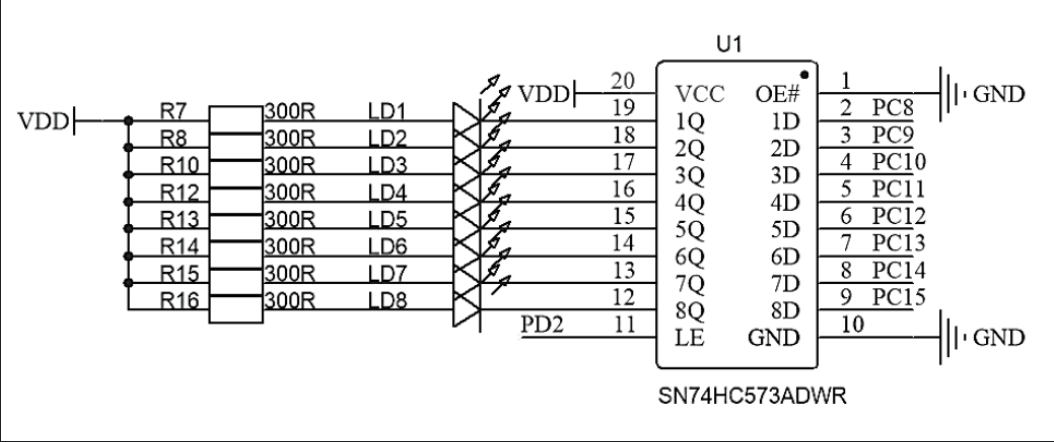 U1
VDD 20 VCC OE# 1 GND
VDD R7 300R LD1 19 1Q 1D 2 PC8
R8 300R LD2 18 2Q 2D 3 PC9
R10 300R LD3 17 3Q 3D 4 PC10
R12 300R LD4 16 4Q 4D 5 PC11
R13 300R LD5 15 5Q 5D 6 PC12
R14 300R LD6 14 6Q 6D 7 PC13
R15 300R LD7 13 7Q 7D 8 PC14
R16 300R LD8 12 8Q 8D 9 PC15
PD2 11 LE GND 10 GND
SN74HC573ADWR